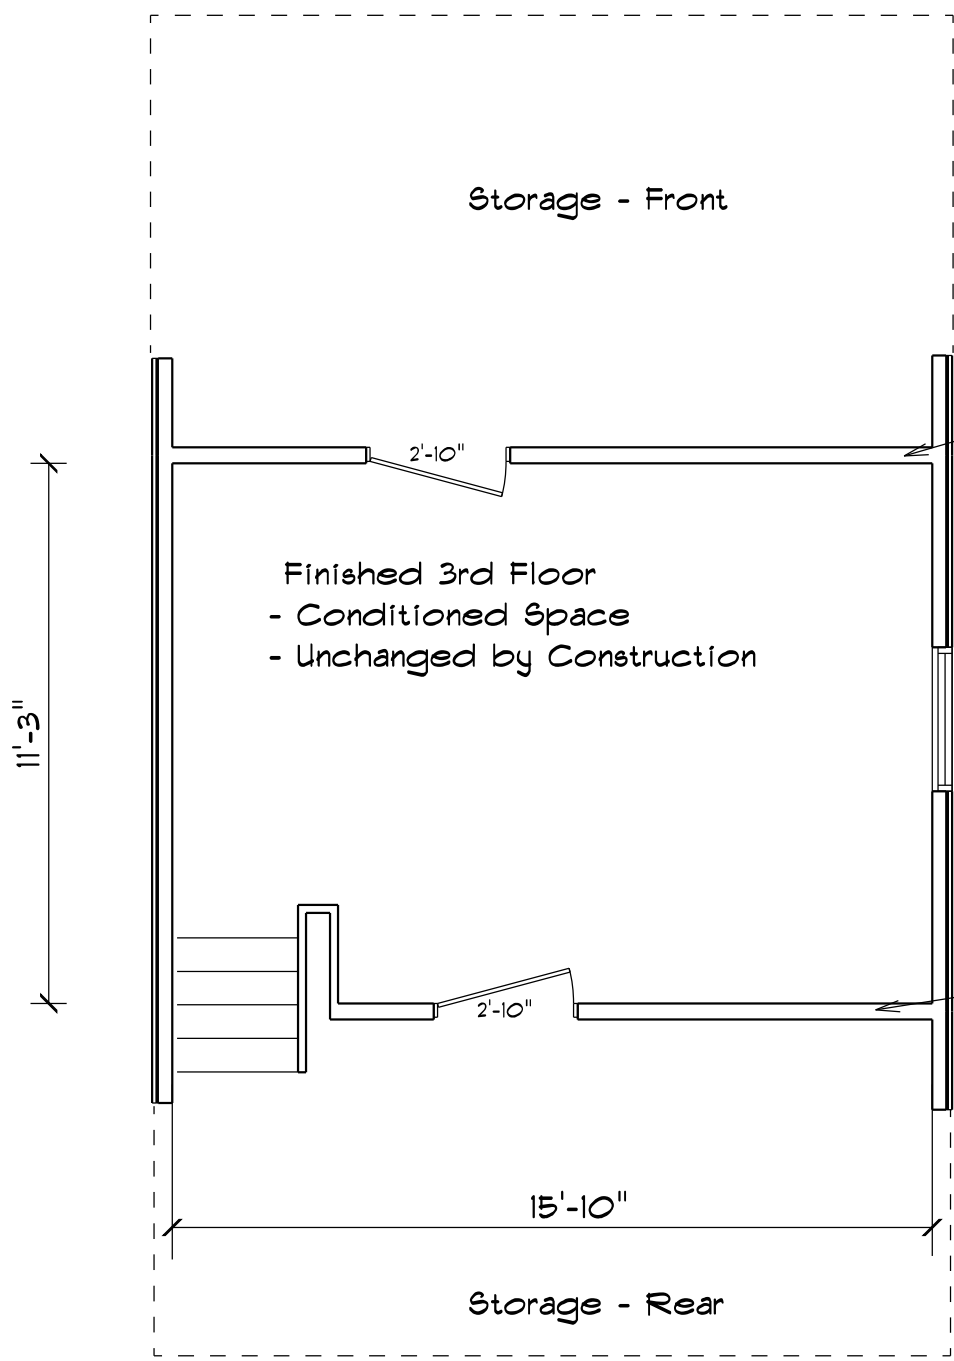 Storage - Front
2'-10"
Finished 3rd Floor
- Conditioned Space
- Unchanged by Construction
11'-3"
2'-10"
15'-10"
Storage - Rear